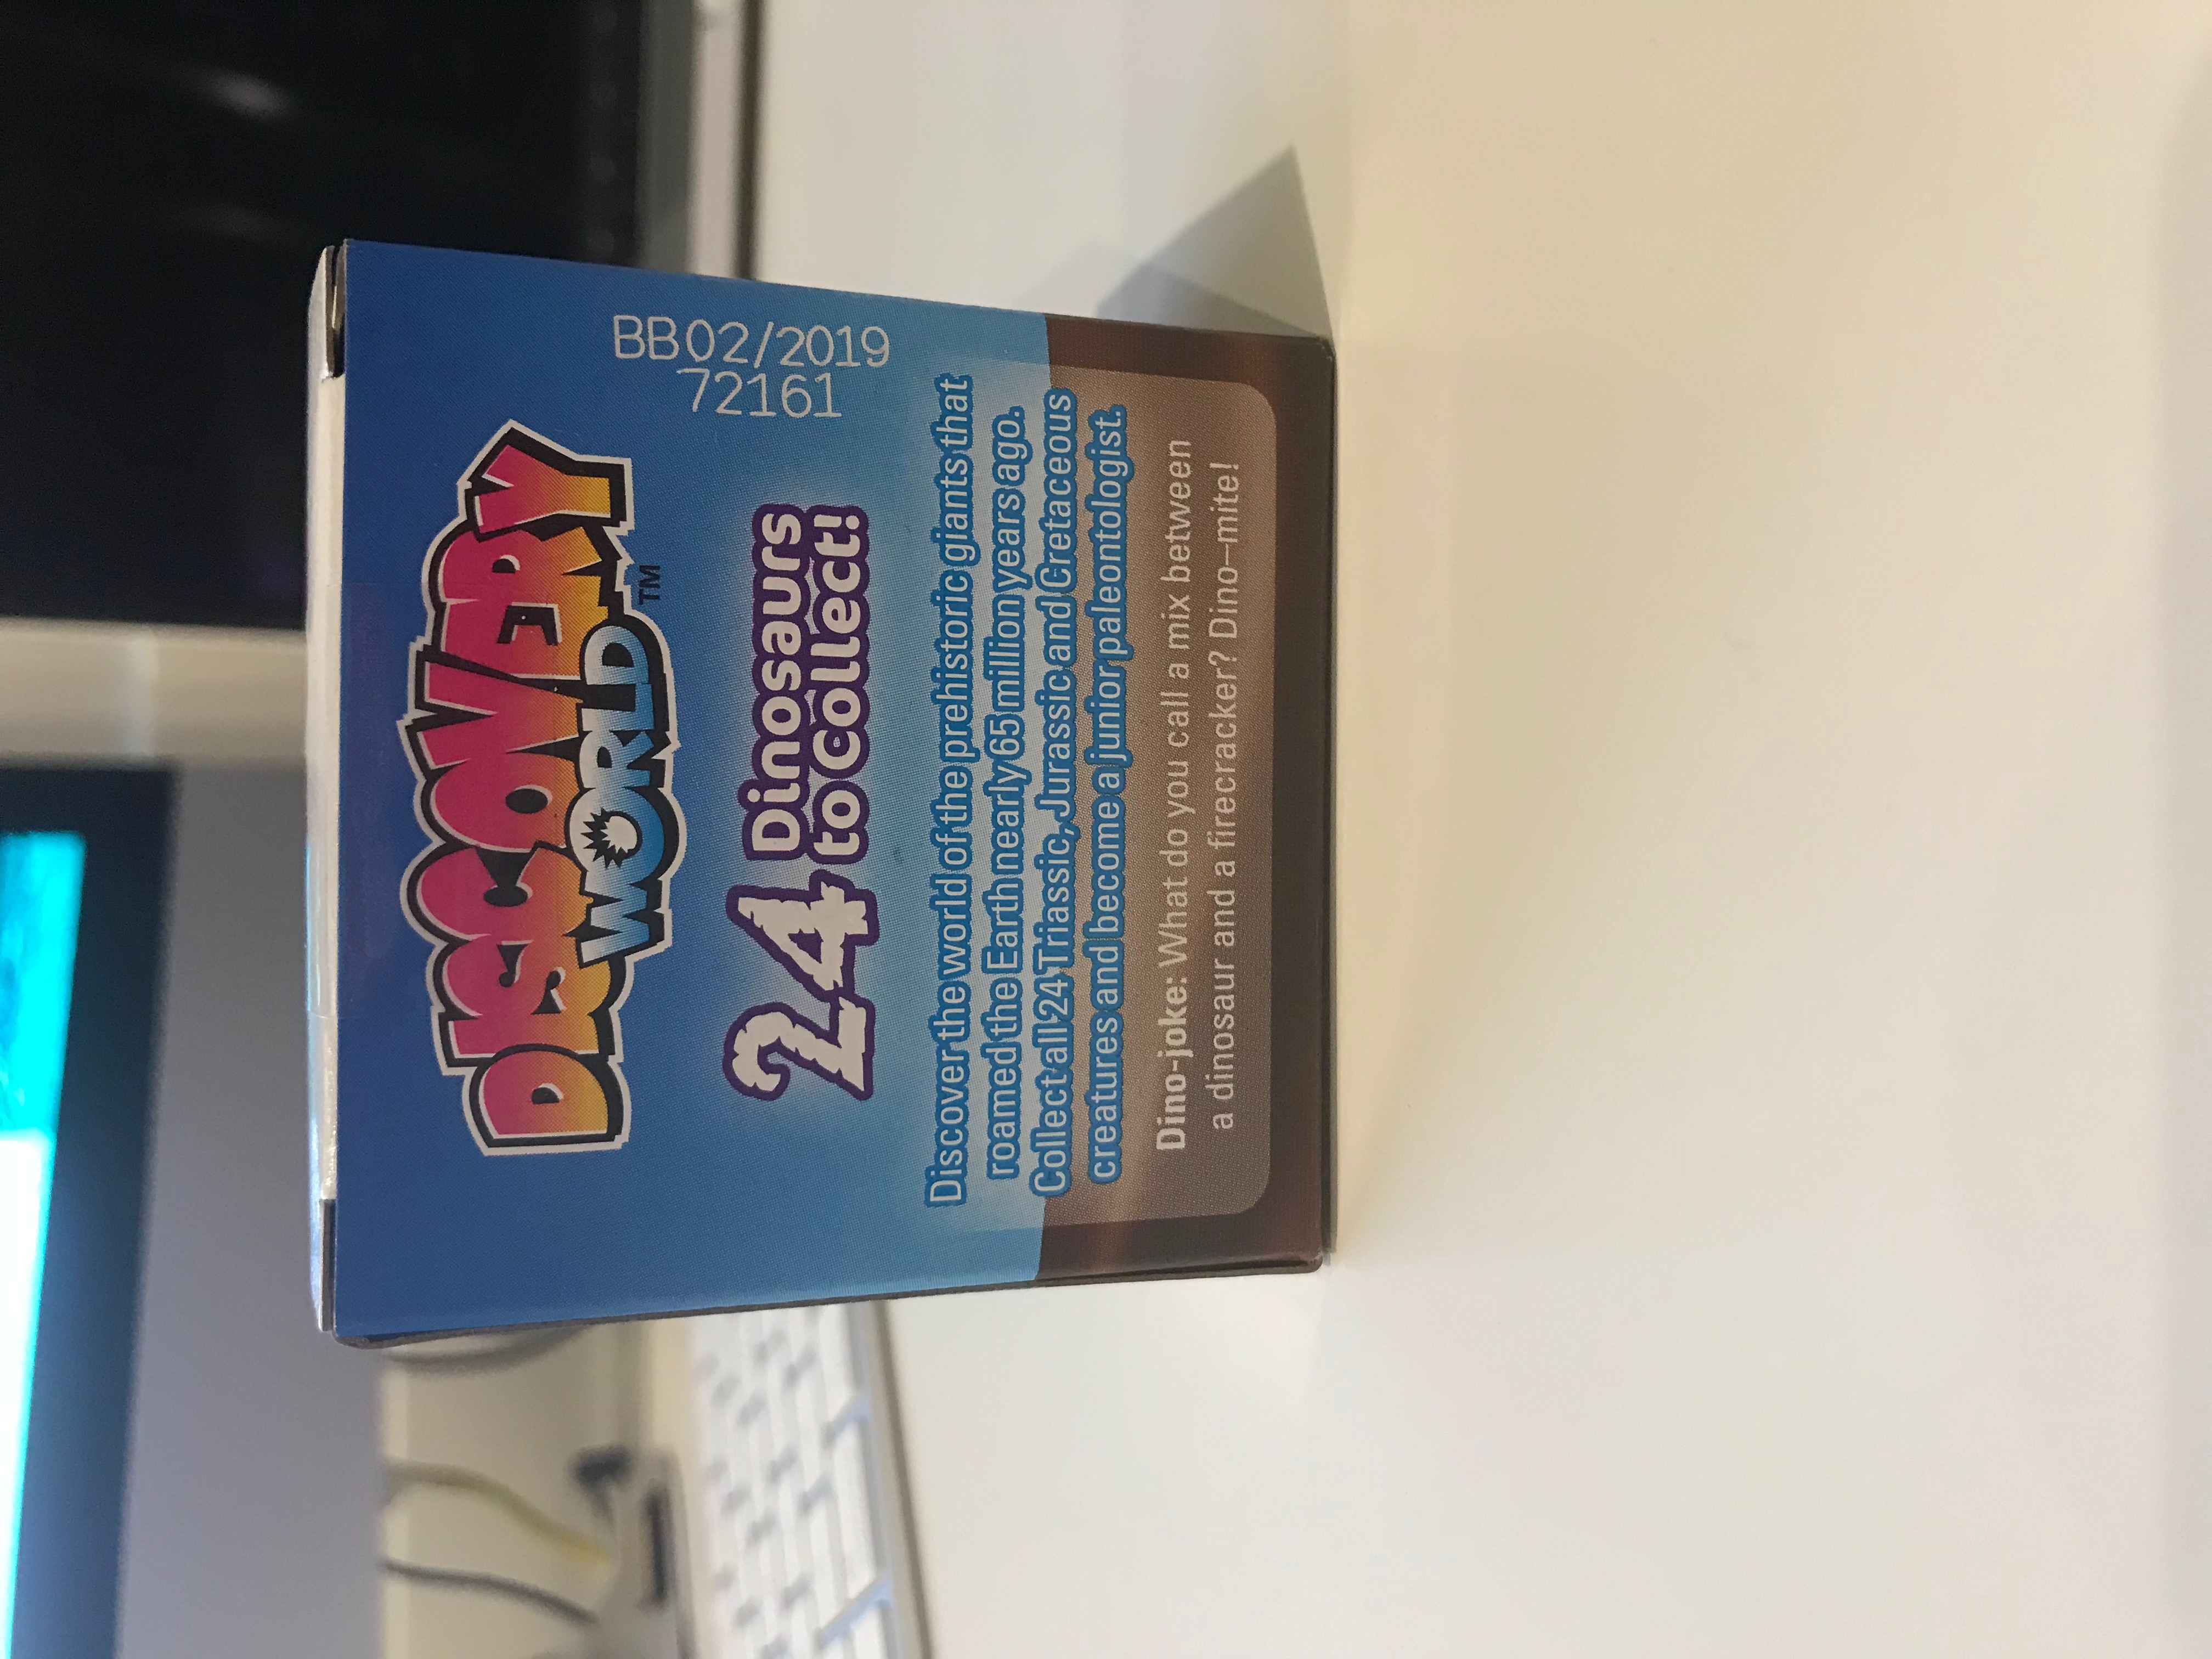 DISCOVERY
WORLD™
BB02/2019
72161
24 Dinosaurs
to collect!
Discover the world of the prehistoric giants that
roamed the Earth nearly 65 million years ago.
Collect all 24 Triassic, Jurassic and Cretaceous
creatures and become a junior paleontologist.
Dino-joke: What do you call a mix between
a dinosaur and a firecracker? Dino–mite!